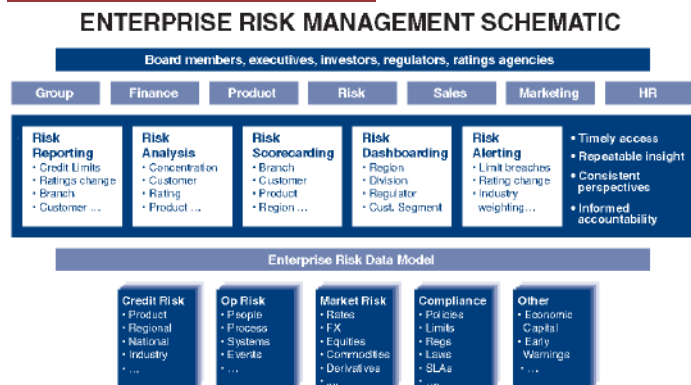 ENTERPRISE RISK MANAGEMENT SCHEMATIC
Board members, executives, investors, regulators, ratings agencies
Group
Finance
Product
Risk
Sales
Marketing
HR
Risk
Reporting
• Credit Limits
• Ratings change
• Branch
• Customer ...
Risk
Analysis
• Concentration
• Customer
• Rating
• Product ...
Risk
Scorecarding
• Branch
• Customer
• Product
• Region ...
Risk
Dashboarding
• Region
• Division
• Regulator
• Cust. Segment
Risk
Alerting
• Limit breaches
• Rating change
• Industry
weighting...
• Timely access
• Repeatable insight
• Consistent
perspectives
• Informed
accountability
Enterprise Risk Data Model
Credit Risk
• Product
• Regional
• National
• Industry
• ...
Op Risk
• People
• Process
• Systems
• Events
• ...
Market Risk
• Rates
• FX
• Equities
• Commodities
• Derivatives
• ...
Compliance
• Policies
• Limits
• Regs
• Laws
• SLAs
• ...
Other
• Economic
Capital
• Early
Warnings
• ...